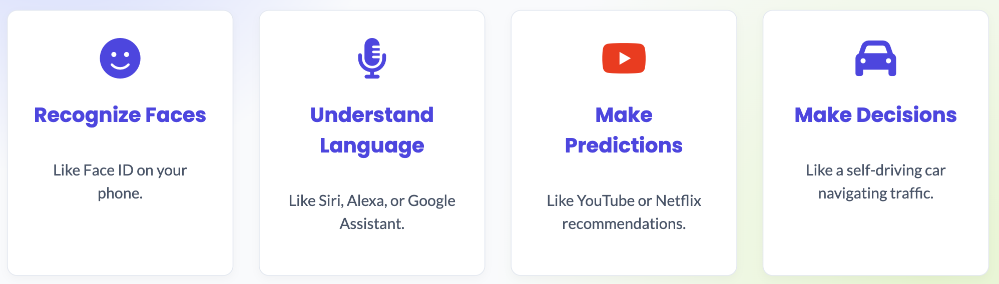 Recognize Faces
Like Face ID on your
phone.
Understand
Language
Like Siri, Alexa, or Google
Assistant.
Make
Predictions
Like YouTube or Netflix
recommendations.
Make Decisions
Like a self-driving car
navigating traffic.